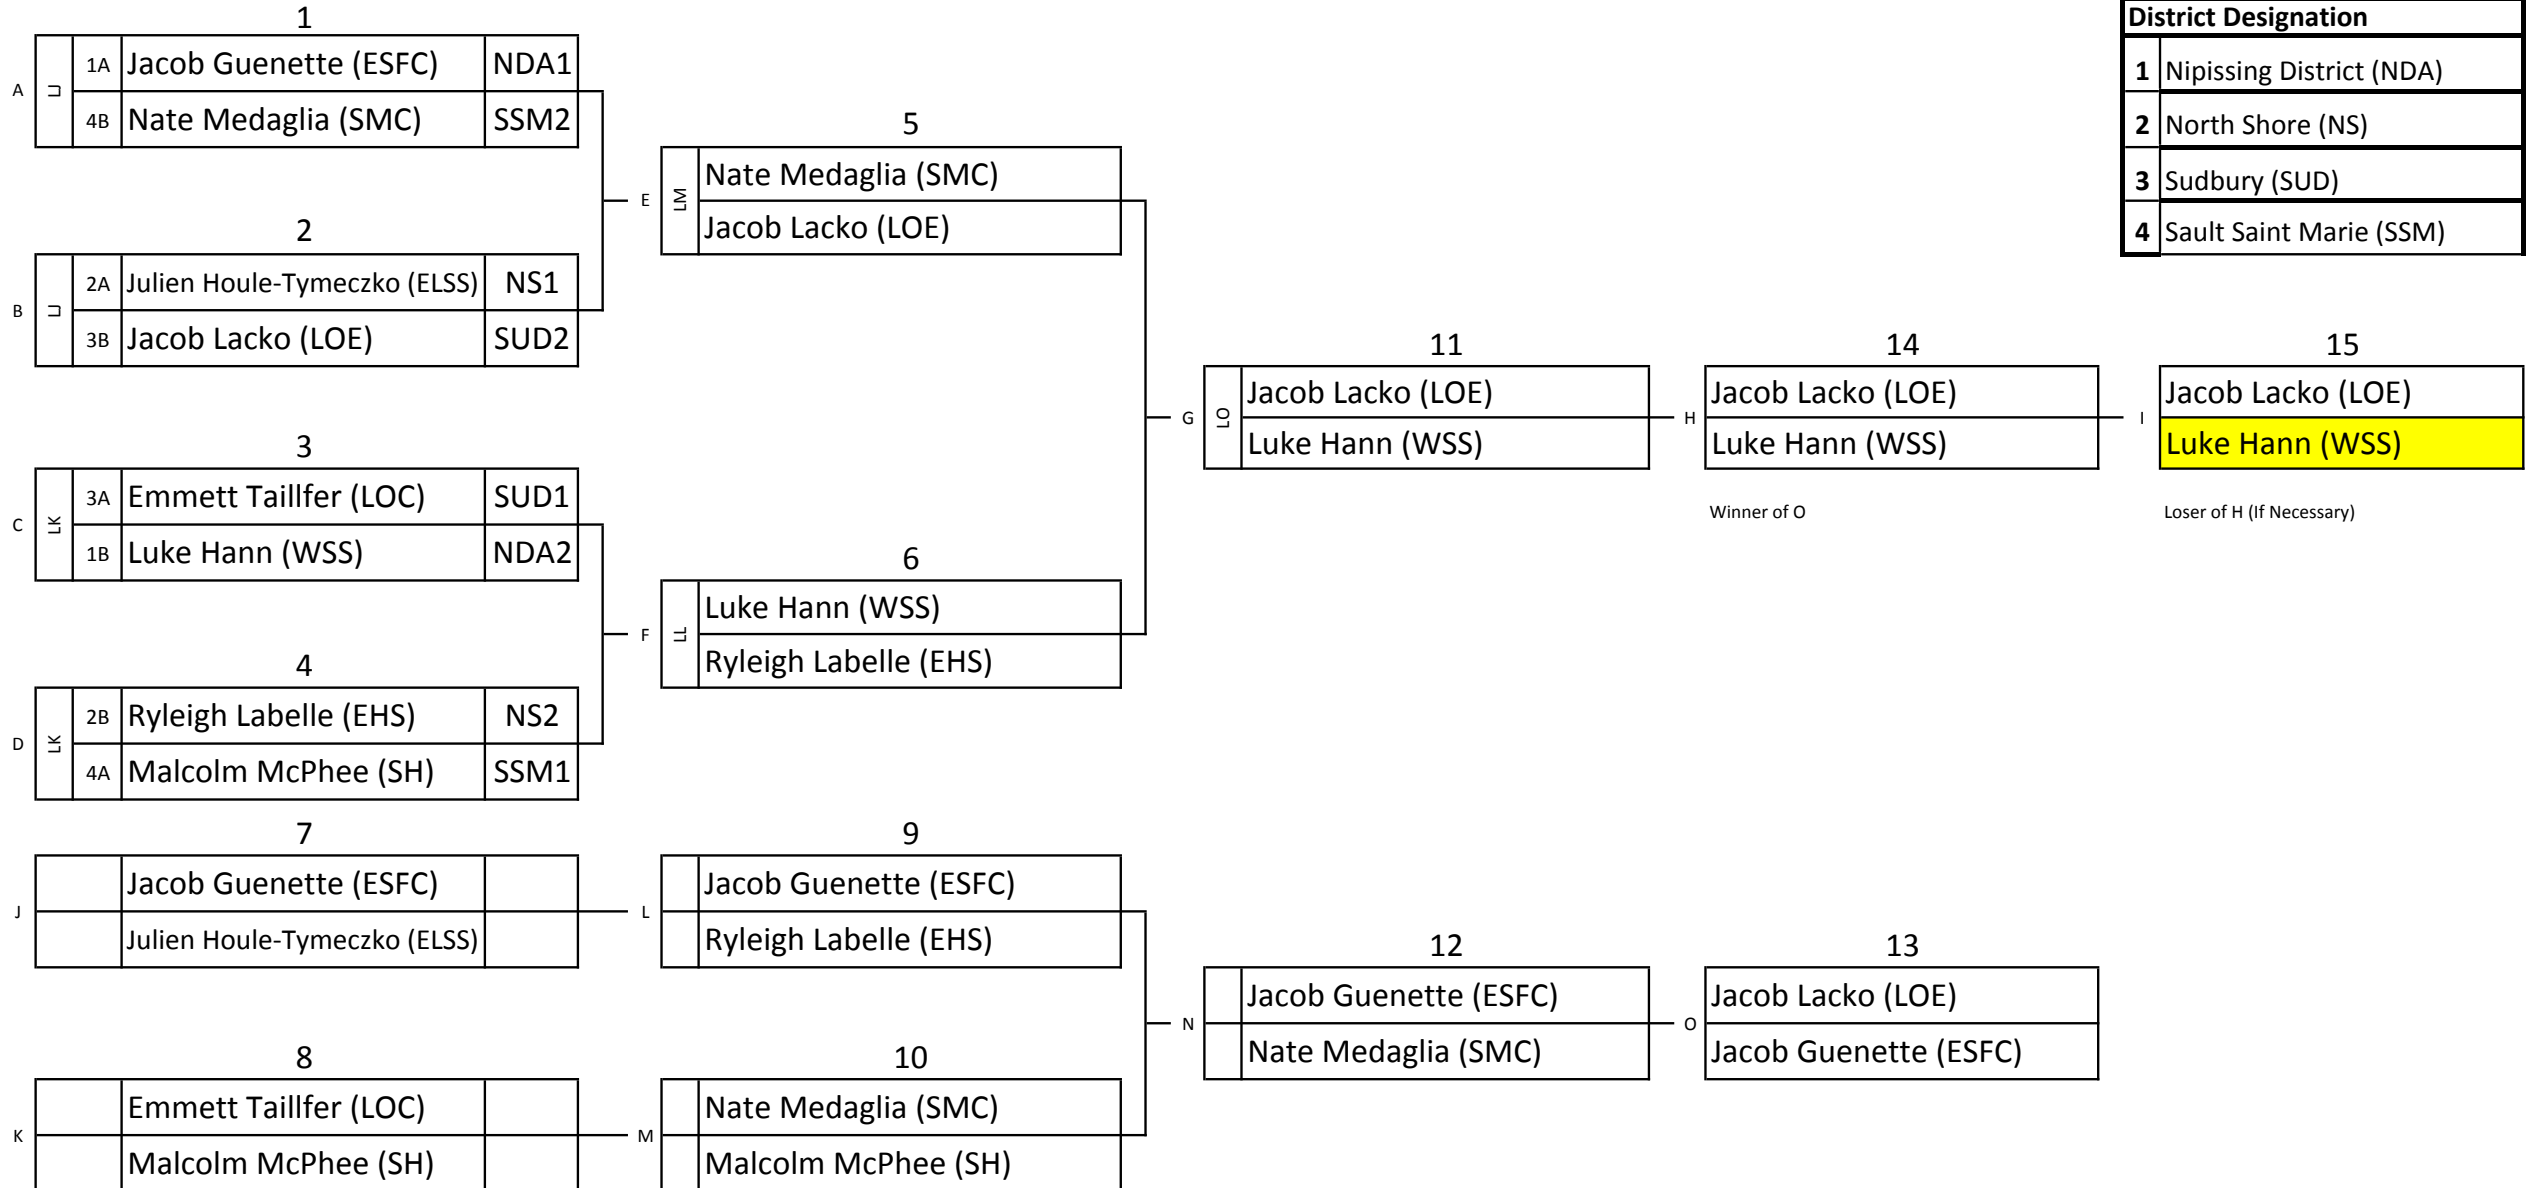 1
District Designation
A LJ 1A Jacob Guenette (ESFC) NDA1
4B Nate Medaglia (SMC) SSM2
1 Nipissing District (NDA)
2 North Shore (NS)
3 Sudbury (SUD)
4 Sault Saint Marie (SSM)
5
E LM Nate Medaglia (SMC)
Jacob Lacko (LOE)
2
B LJ 2A Julien Houle-Tymeczko (ELSS) NS1
3B Jacob Lacko (LOE) SUD2
11
G LO Jacob Lacko (LOE)
Luke Hann (WSS)
14
H Jacob Lacko (LOE)
Luke Hann (WSS)
Winner of O
15
I Jacob Lacko (LOE)
Luke Hann (WSS)
Loser of H (If Necessary)
3
C LK 3A Emmett Taillfer (LOC) SUD1
1B Luke Hann (WSS) NDA2
6
F LL Luke Hann (WSS)
Ryleigh Labelle (EHS)
4
D LK 2B Ryleigh Labelle (EHS) NS2
4A Malcolm McPhee (SH) SSM1
7
J Jacob Guenette (ESFC)
Julien Houle-Tymeczko (ELSS)
9
L Jacob Guenette (ESFC)
Ryleigh Labelle (EHS)
12
N Jacob Guenette (ESFC)
Nate Medaglia (SMC)
13
O Jacob Lacko (LOE)
Jacob Guenette (ESFC)
8
K Emmett Taillfer (LOC)
Malcolm McPhee (SH)
10
M Nate Medaglia (SMC)
Malcolm McPhee (SH)